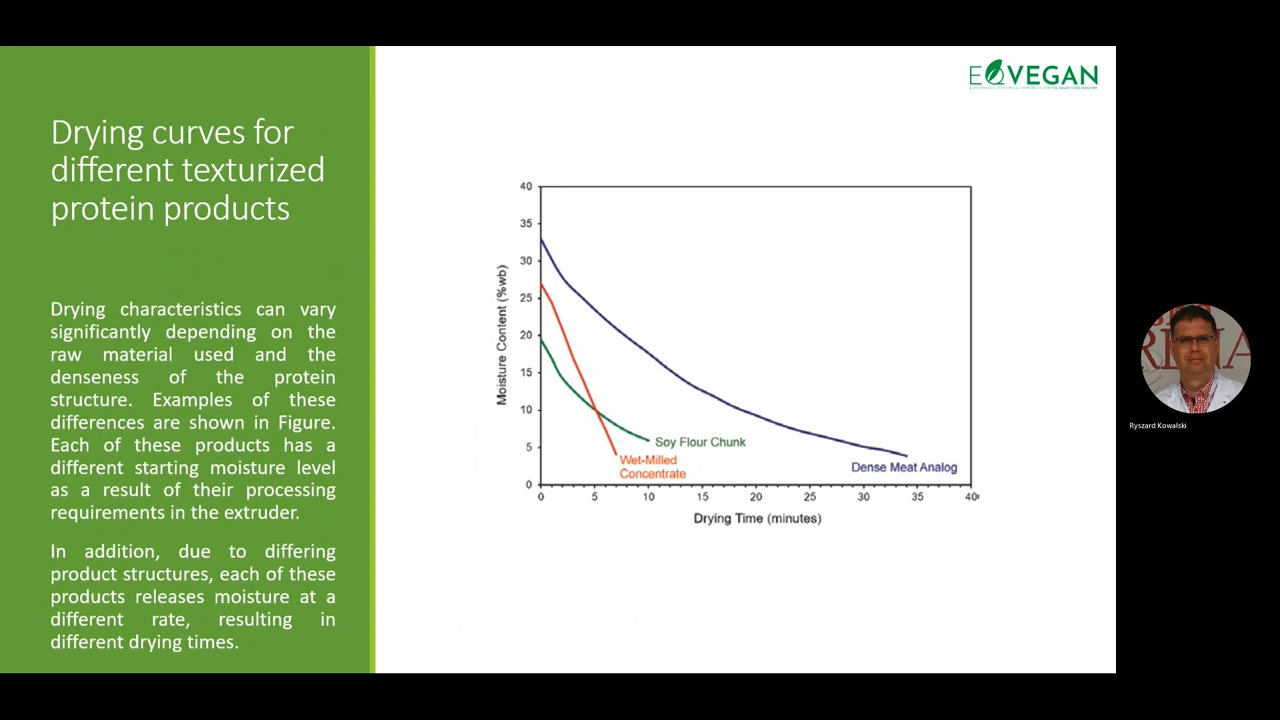 Drying curves for
different texturized
protein products
Drying characteristics can vary
significantly depending on the
raw material used and the
denseness of the protein
structure. Examples of these
differences are shown in Figure.
Each of these products has a
different starting moisture level
as a result of their processing
requirements in the extruder.
In addition, due to differing
product structures, each of these
products releases moisture at a
different rate, resulting in
different drying times.
EQVEGAN
Moisture Content (%wb)
40
35
30
25
20
15
10
5
0
Soy Flour Chunk
Wet-Milled
Concentrate
Dense Meat Analog
0 5 10 15 20 25 30 35 40
Drying Time (minutes)
Ryszard Kowalski